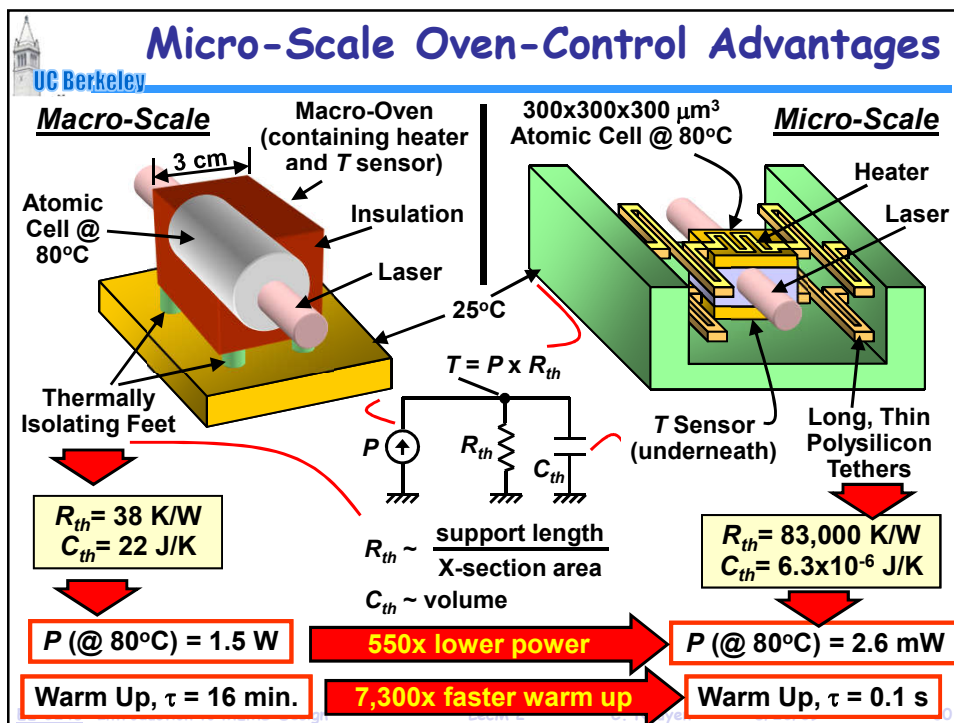 Micro-Scale Oven-Control Advantages
UC Berkeley
Macro-Scale
Macro-Oven
(containing heater
and T sensor)
300x300x300 μm³
Atomic Cell @ 80°C
Micro-Scale
3 cm
Atomic
Cell @
80°C
Insulation
Laser
Heater
Laser
25°C
Thermally
Isolating Feet
T = P x Rth
P
Rth
Cth
T Sensor
(underneath)
Long, Thin
Polysilicon
Tethers
Rth = 38 K/W
Cth = 22 J/K
Rth ~ support length
X-section area
Cth ~ volume
Rth = 83,000 K/W
Cth = 6.3x10⁻⁶ J/K
P (@ 80°C) = 1.5 W
550x lower power
P (@ 80°C) = 2.6 mW
Warm Up, τ = 16 min.
7,300x faster warm up
Warm Up, τ = 0.1 s